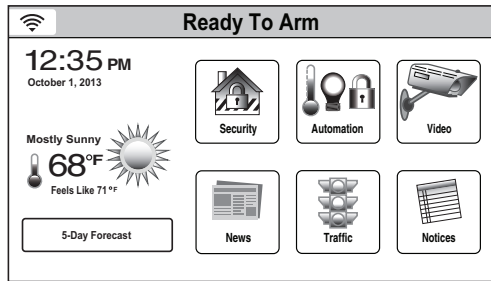 Ready To Arm
12:35 PM
October 1, 2013
Mostly Sunny
68°F
Feels Like 71°F
5-Day Forecast
Security
Automation
Video
News
Traffic
Notices